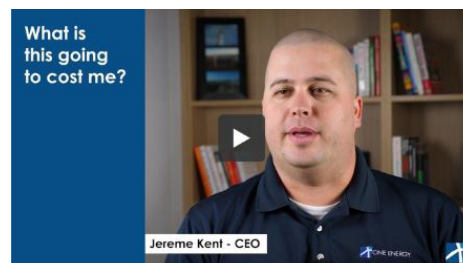 What is
this going
to cost me?
Jereme Kent - CEO
ONE ENERGY